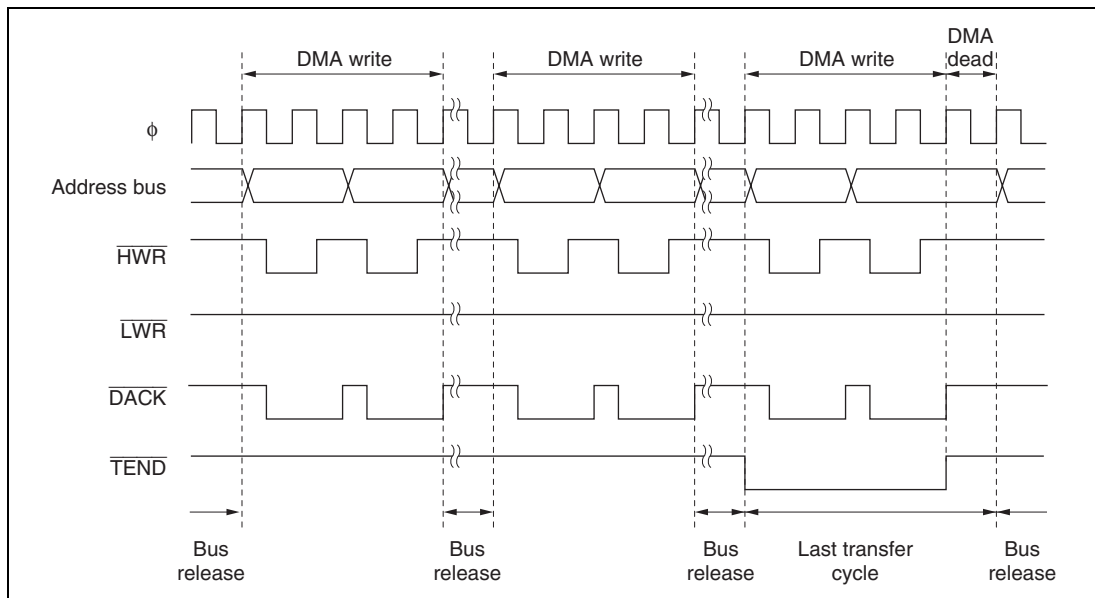 DMA
dead
DMA write
DMA write
DMA write
φ
Address bus
HWR
LWR
DACK
TEND
Bus
release
Bus
release
Bus
release
Last transfer
cycle
Bus
release